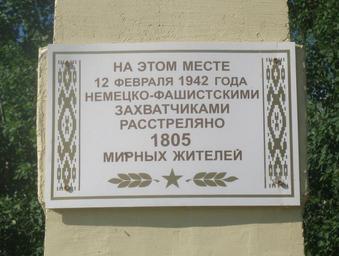 НА ЭТОМ МЕСТЕ
12 ФЕВРАЛЯ 1942 ГОДА
НЕМЕЦКО-ФАШИСТСКИМИ
ЗАХВАТЧИКАМИ
РАССТРЕЛЯНО
1805
МИРНЫХ ЖИТЕЛЕЙ